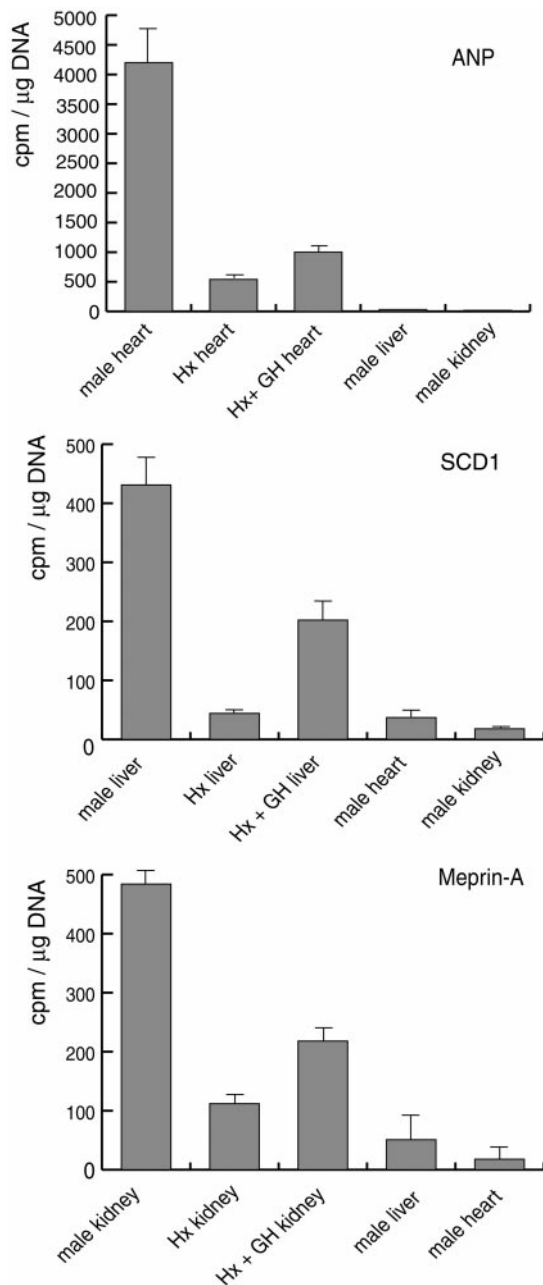 ANP
cpm / μg DNA
5000
4500
4000
3500
3000
2500
2000
1500
1000
500
0
male heart
Hx heart
Hx+ GH heart
male liver
male kidney
SCD1
cpm / μg DNA
500
400
300
200
100
0
male liver
Hx liver
Hx + GH liver
male heart
male kidney
Meprin-A
cpm / μg DNA
500
400
300
200
100
0
male kidney
Hx kidney
Hx + GH kidney
male liver
male heart